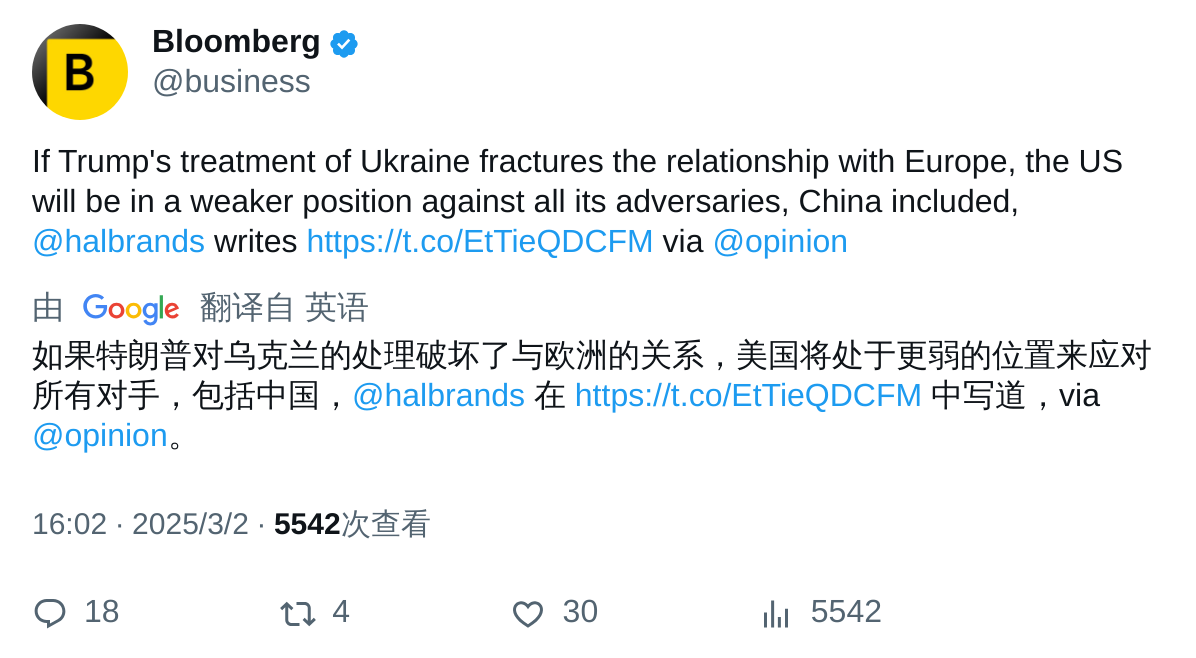 B
Bloomberg
@business
If Trump's treatment of Ukraine fractures the relationship with Europe, the US
will be in a weaker position against all its adversaries, China included,
@halbrands writes https://t.co/EtTieQDCFM via @opinion
由 Google 翻译自 英语
如果特朗普对乌克兰的处理破坏了与欧洲的关系，美国将处于更弱的位置来应对
所有对手，包括中国，@halbrands 在 https://t.co/EtTieQDCFM 中写道，via
@opinion。
16:02 · 2025/3/2 · 5542次查看
18 4 30 5542